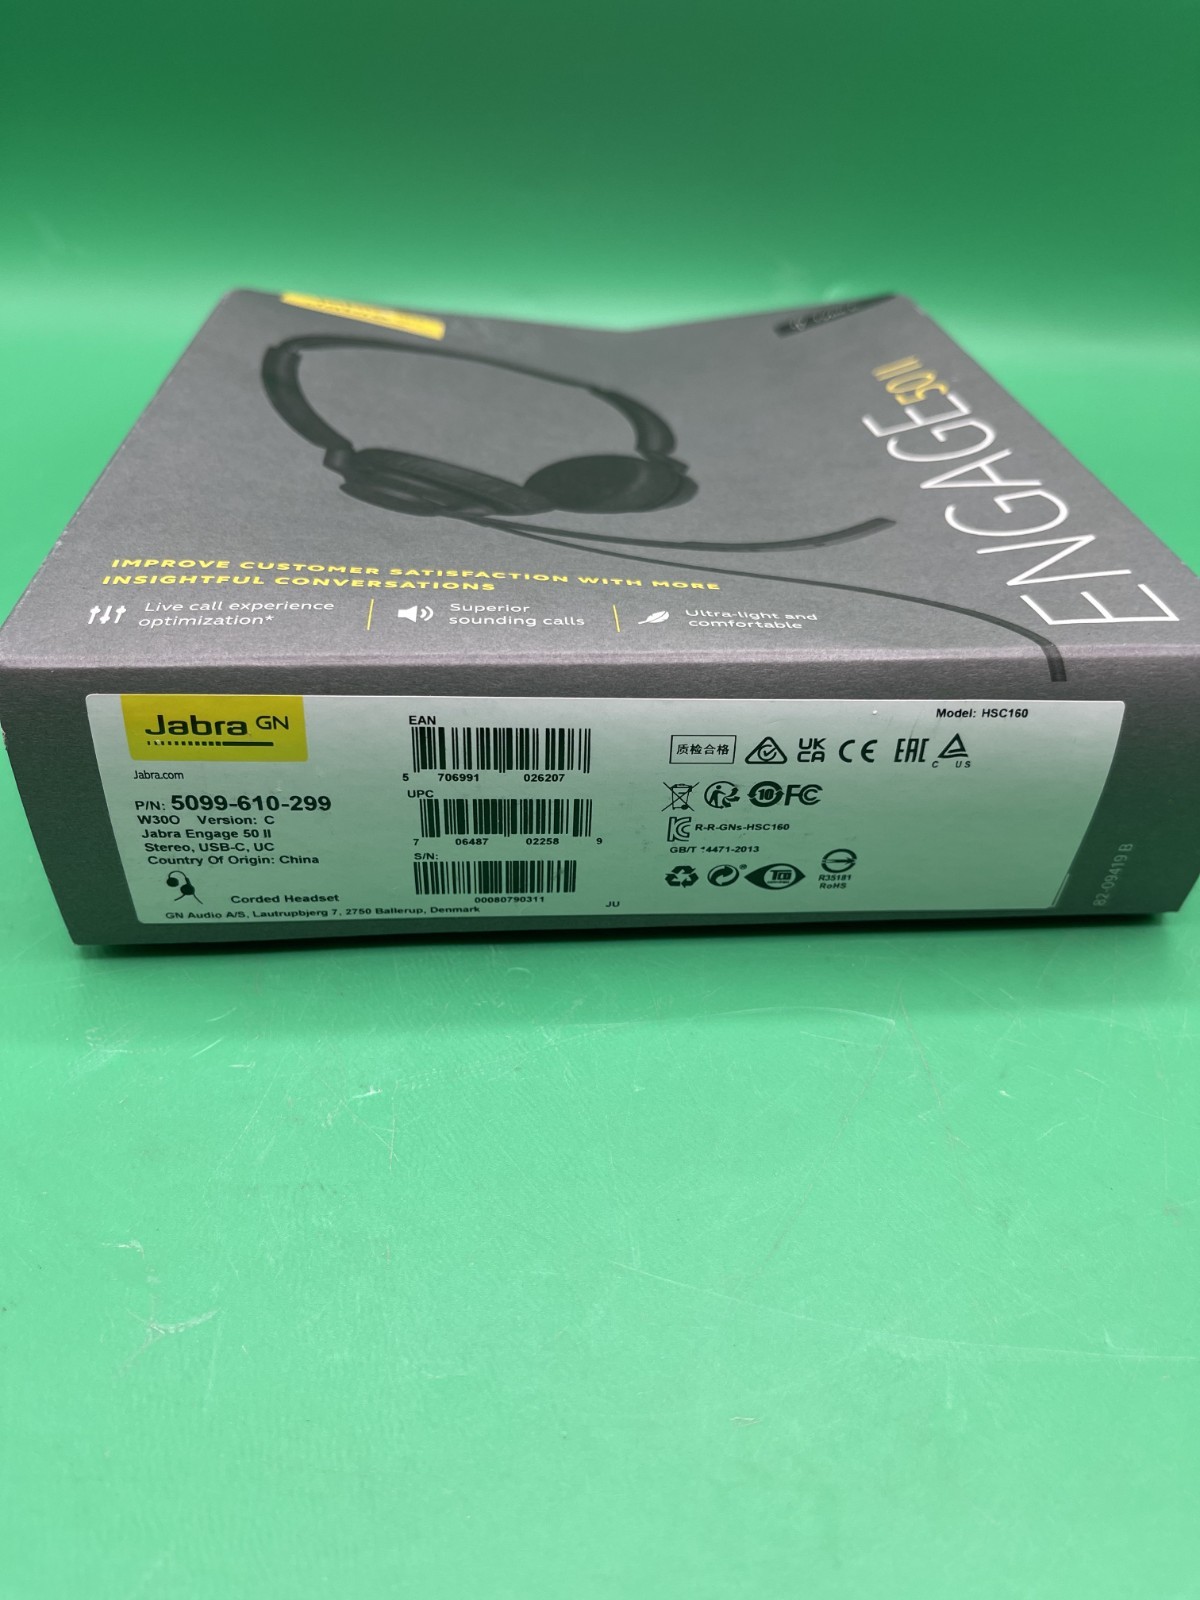 ENGAGE 50 II
IMPROVE CUSTOMER SATISFACTION WITH MORE
INSIGHTFUL CONVERSATIONS
Live call experience
optimization*
Superior
sounding calls
Ultra-light and
comfortable
Jabra GN
Jabra.com
P/N: 5099-610-299
W30O Version: C
Jabra Engage 50 II
Stereo, USB-C, UC
Country Of Origin: China
Corded Headset
GN Audio A/S, Lautrupbjerg 7, 2750 Ballerup, Denmark
EAN
5 706991 026207
UPC
7 06487 02258 9
S/N:
00080790311
JU
Model: HSC160
质检合格
UK CA CE EAC
C US
10 FC
R-R-GNs-HSC160
GB/T 14471-2013
TCO
R35181
RoHS
82-09419 B